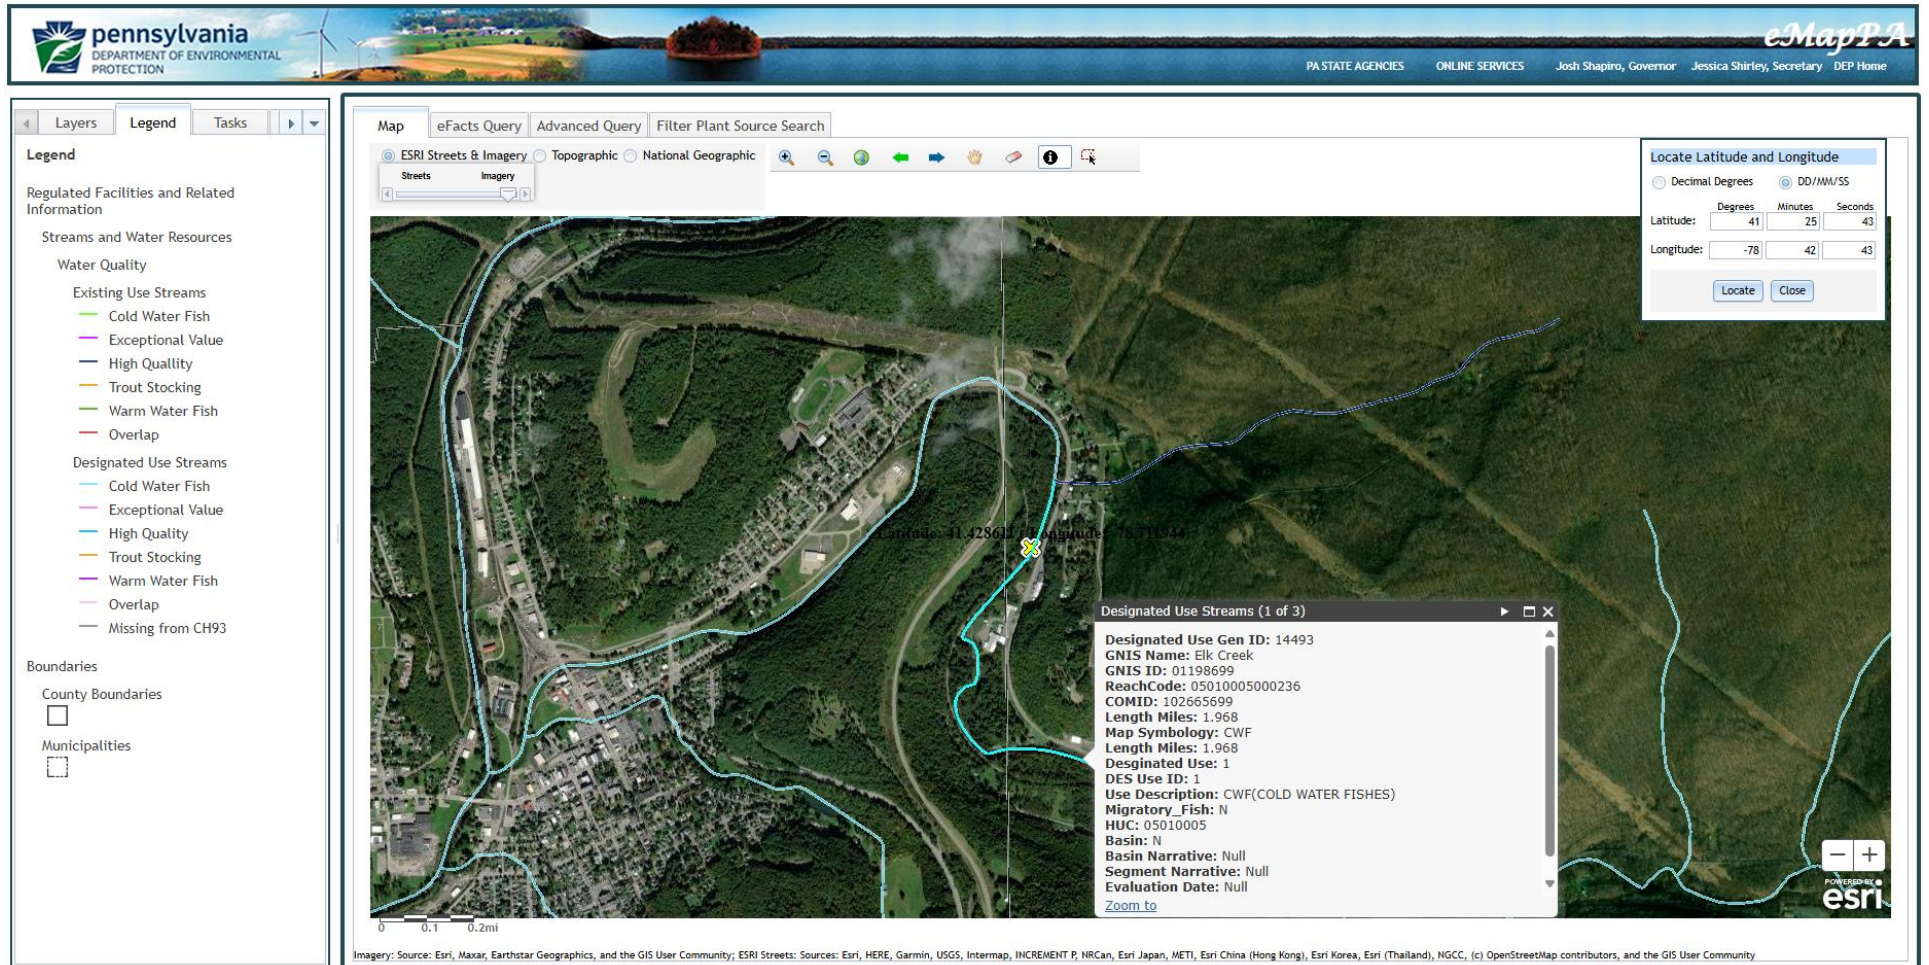 pennsylvania
DEPARTMENT OF ENVIRONMENTAL
PROTECTION
eMapPA
PA STATE AGENCIES ONLINE SERVICES Josh Shapiro, Governor Jessica Shirley, Secretary DEP Home
Layers Legend Tasks
Legend
Regulated Facilities and Related
Information
Streams and Water Resources
Water Quality
Existing Use Streams
Cold Water Fish
Exceptional Value
High Quallity
Trout Stocking
Warm Water Fish
Overlap
Designated Use Streams
Cold Water Fish
Exceptional Value
High Quality
Trout Stocking
Warm Water Fish
Overlap
Missing from CH93
Boundaries
County Boundaries
Municipalities
Map eFacts Query Advanced Query Filter Plant Source Search
ESRI Streets & Imagery Topographic National Geographic
Streets Imagery
Locate Latitude and Longitude
Decimal Degrees DD/MM/SS
Degrees Minutes Seconds
Latitude: 41 25 43
Longitude: -78 42 43
Locate Close
Latitude: 41.428611 Longitude: -78.711944
Designated Use Streams (1 of 3)
Designated Use Gen ID: 14493
GNIS Name: Elk Creek
GNIS ID: 01198699
ReachCode: 05010005000236
COMID: 102665699
Length Miles: 1.968
Map Symbology: CWF
Length Miles: 1.968
Desginated Use: 1
DES Use ID: 1
Use Description: CWF(COLD WATER FISHES)
Migratory_Fish: N
HUC: 05010005
Basin: N
Basin Narrative: Null
Segment Narrative: Null
Evaluation Date: Null
Zoom to
POWERED BY
esri
0 0.1 0.2mi
Imagery: Source: Esri, Maxar, Earthstar Geographics, and the GIS User Community; ESRI Streets: Sources: Esri, HERE, Garmin, USGS, Intermap, INCREMENT P, NRCan, Esri Japan, METI, Esri China (Hong Kong), Esri Korea, Esri (Thailand), NGCC, (c) OpenStreetMap contributors, and the GIS User Community